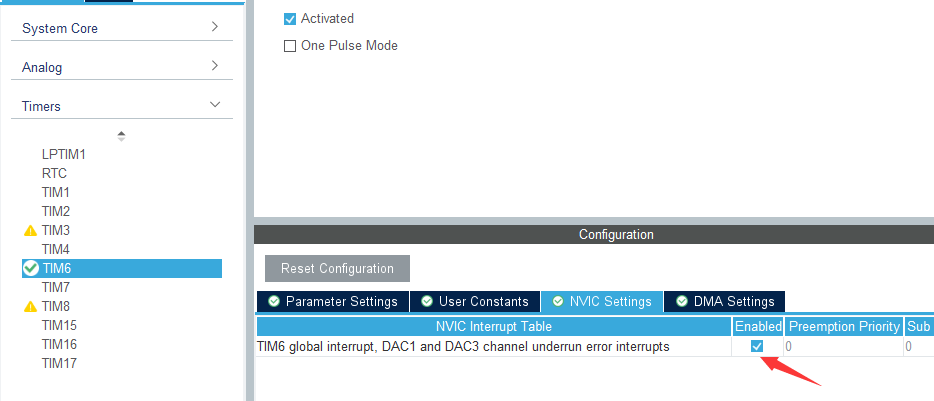 System Core
Analog
Timers
LPTIM1
RTC
TIM1
TIM2
TIM3
TIM4
TIM6
TIM7
TIM8
TIM15
TIM16
TIM17
Activated
One Pulse Mode
Configuration
Reset Configuration
Parameter Settings User Constants NVIC Settings DMA Settings
NVIC Interrupt Table Enabled Preemption Priority Sub
TIM6 global interrupt, DAC1 and DAC3 channel underrun error interrupts 0 0